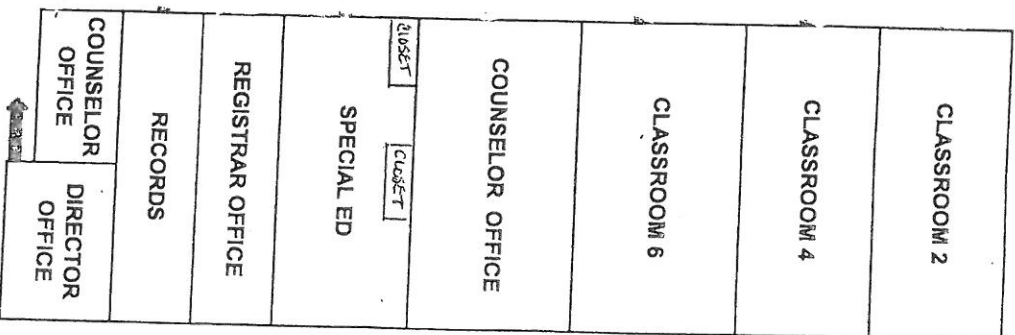 COUNSELOR
OFFICE
DIRECTOR
OFFICE
RECORDS
REGISTRAR OFFICE
SPECIAL ED
CLOSET
CLOSET
COUNSELOR OFFICE
CLASSROOM 6
CLASSROOM 4
CLASSROOM 2